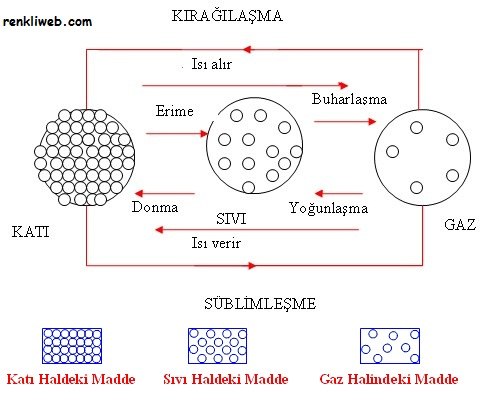 renkliweb.com
KIRAĞILAŞMA
Isı alır
Erime
Buharlaşma
Donma
SIVI
Yoğunlaşma
KATI
GAZ
Isı verir
SÜBLİMLEŞME
Katı Haldeki Madde
Sıvı Haldeki Madde
Gaz Halindeki Madde